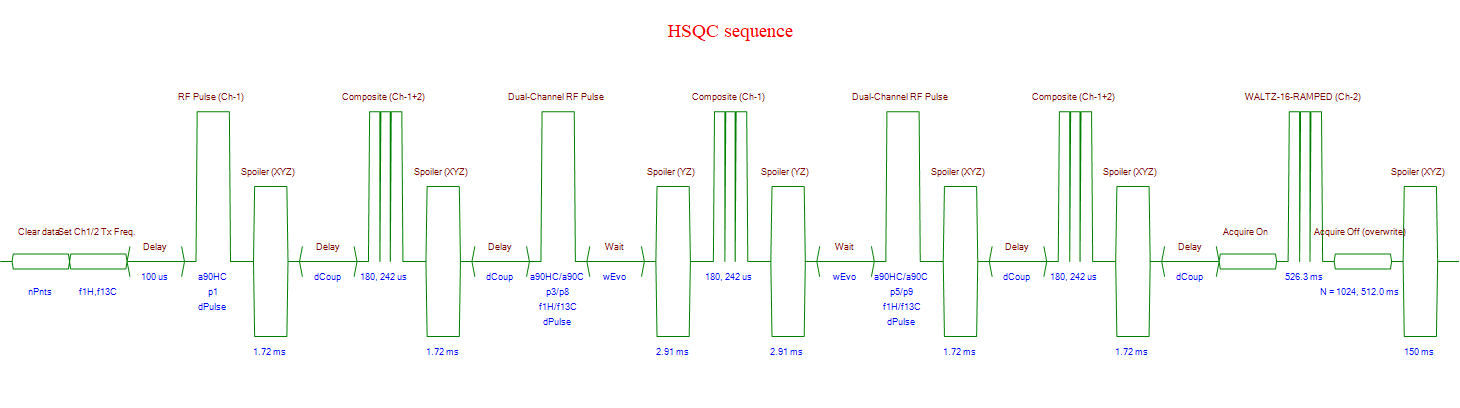 HSQC sequence
RF Pulse (Ch-1) Composite (Ch-1+2) Dual-Channel RF Pulse Composite (Ch-1) Dual-Channel RF Pulse Composite (Ch-1+2) WALTZ-16-RAMPED (Ch-2)
Spoiler (XYZ) Spoiler (XYZ) Spoiler (YZ) Spoiler (YZ) Spoiler (XYZ) Spoiler (XYZ) Spoiler (XYZ)
Clear data Set Ch1/2 Tx Freq. Acquire On Acquire Off (overwrite)
Delay Delay Delay Wait Wait Delay Delay
100 us a90HC dCoup 180, 242 us dCoup a90HC/a90C wEvo 180, 242 us wEvo a90HC/a90C dCoup 180, 242 us dCoup 526.3 ms
nPnts f1H,f13C p1 p3/p8 p5/p9 N = 1024, 512.0 ms
dPulse f1H/f13C f1H/f13C
dPulse dPulse
1.72 ms 1.72 ms 2.91 ms 2.91 ms 1.72 ms 1.72 ms 150 ms